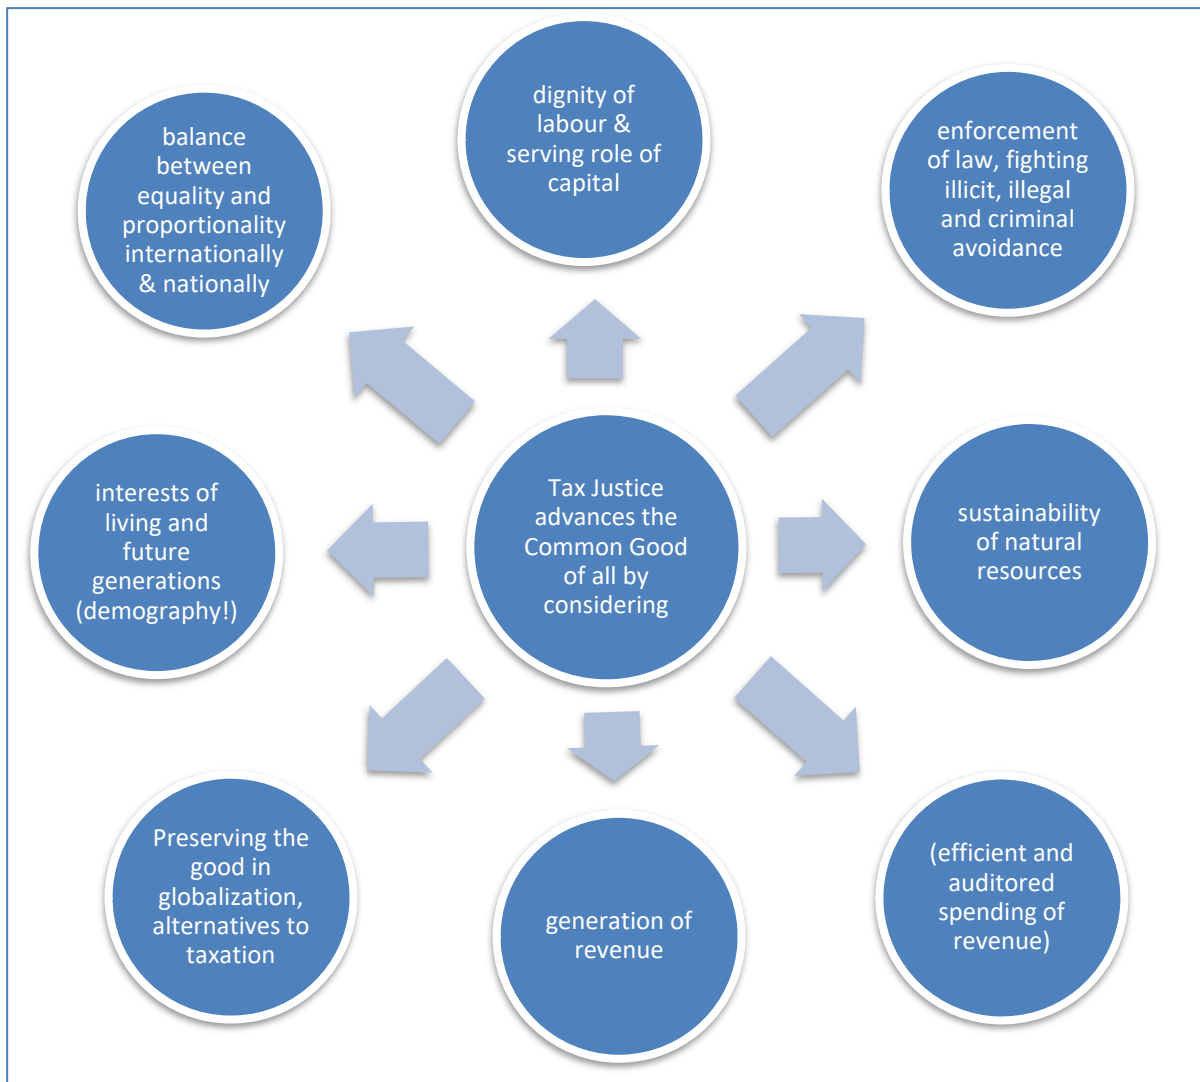 dignity of
labour &
serving role of
capital
balance
between
equality and
proportionality
internationally
& nationally
enforcement
of law, fighting
illicit, illegal
and criminal
avoidance
interests of
living and
future
generations
(demography!)
Tax Justice
advances the
Common Good
of all by
considering
sustainability
of natural
resources
Preserving the
good in
globalization,
alternatives to
taxation
generation of
revenue
(efficient and
auditored
spending of
revenue)